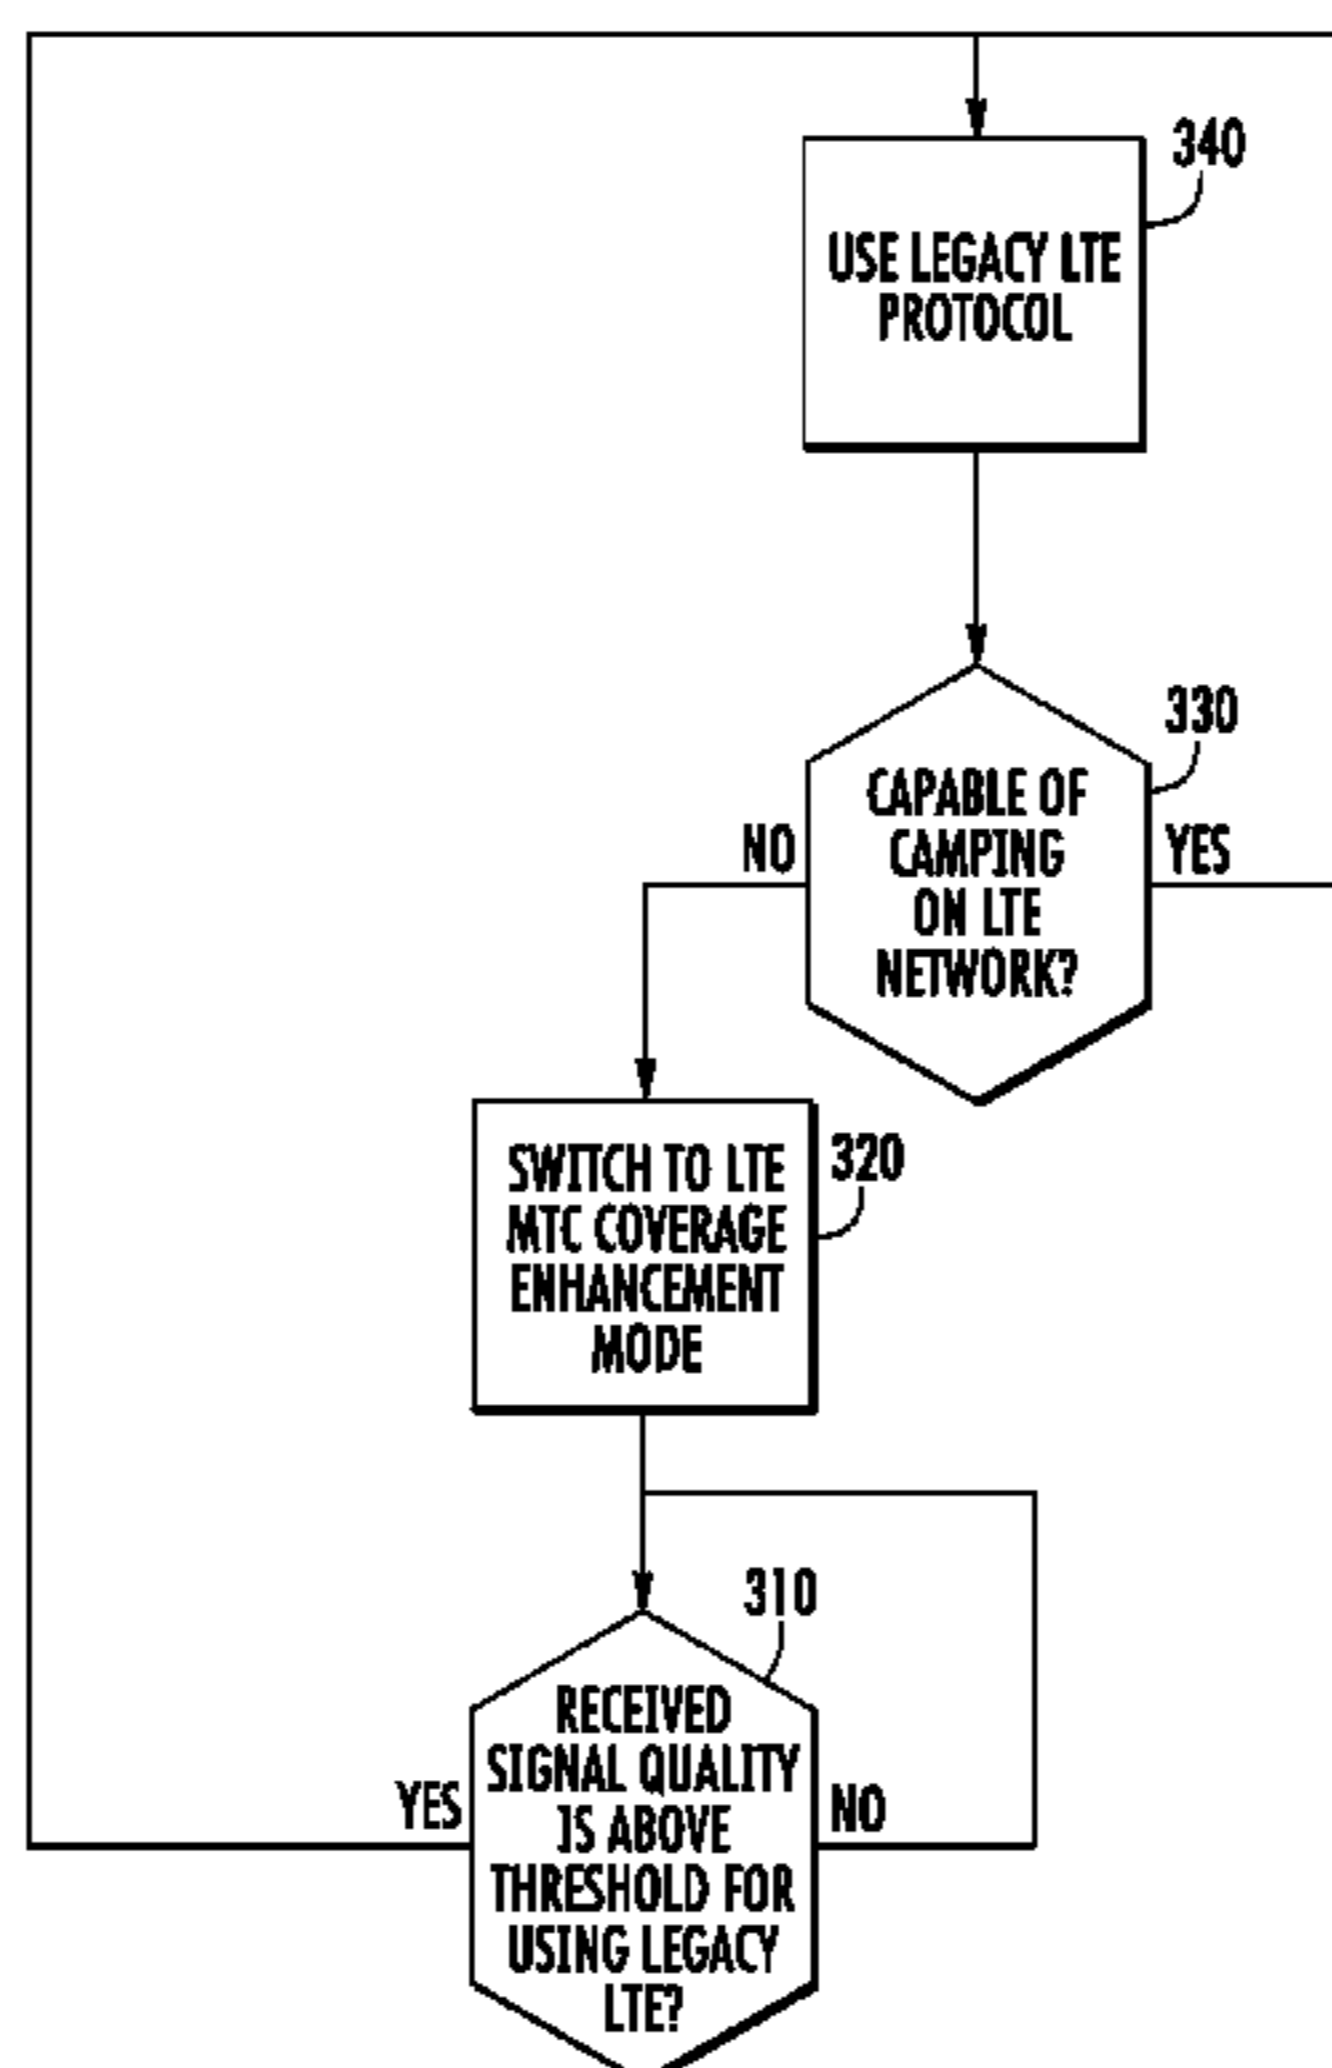 340
USE LEGACY LTE
PROTOCOL
330
CAPABLE OF
CAMPING
ON LTE
NETWORK?
NO
YES
SWITCH TO LTE
MTC COVERAGE
ENHANCEMENT
MODE
320
310
RECEIVED
SIGNAL QUALITY
IS ABOVE
THRESHOLD FOR
USING LEGACY
LTE?
YES
NO